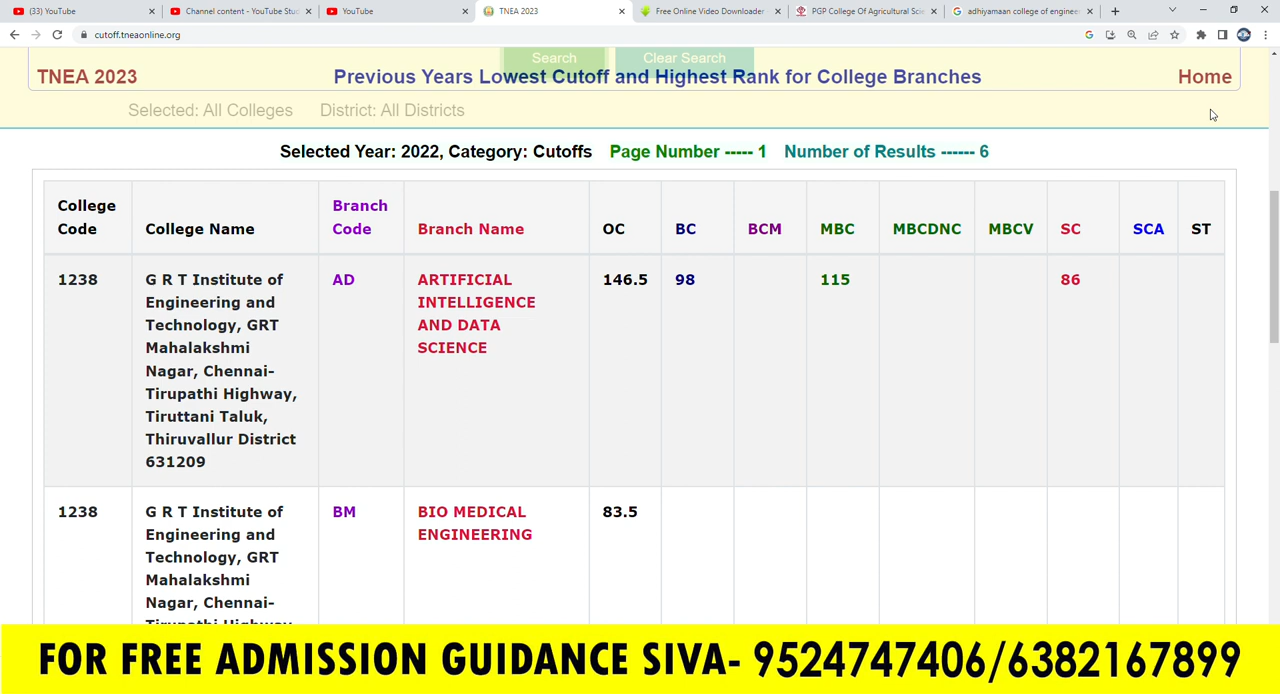 (33) YouTube
Channel content - YouTube Stu
YouTube
TNEA 2023
Free Online Video Downloader
PGP College Of Agricultural Sci
adhiyamaan college of enginee
cutoff.tneaonline.org
Search Clear Search
TNEA 2023 Previous Years Lowest Cutoff and Highest Rank for College Branches Home
Selected: All Colleges District: All Districts
Selected Year: 2022, Category: Cutoffs Page Number ----- 1 Number of Results ------ 6
College Code College Name Branch Code Branch Name OC BC BCM MBC MBCDNC MBCV SC SCA ST
1238
G R T Institute of
Engineering and
Technology, GRT
Mahalakshmi
Nagar, Chennai-
Tirupathi Highway,
Tiruttani Taluk,
Thiruvallur District
631209
AD
ARTIFICIAL
INTELLIGENCE
AND DATA
SCIENCE
146.5 98 115 86
1238
G R T Institute of
Engineering and
Technology, GRT
Mahalakshmi
Nagar, Chennai-
Tirupathi Highway
BM
BIO MEDICAL
ENGINEERING
83.5
FOR FREE ADMISSION GUIDANCE SIVA- 9524747406/6382167899